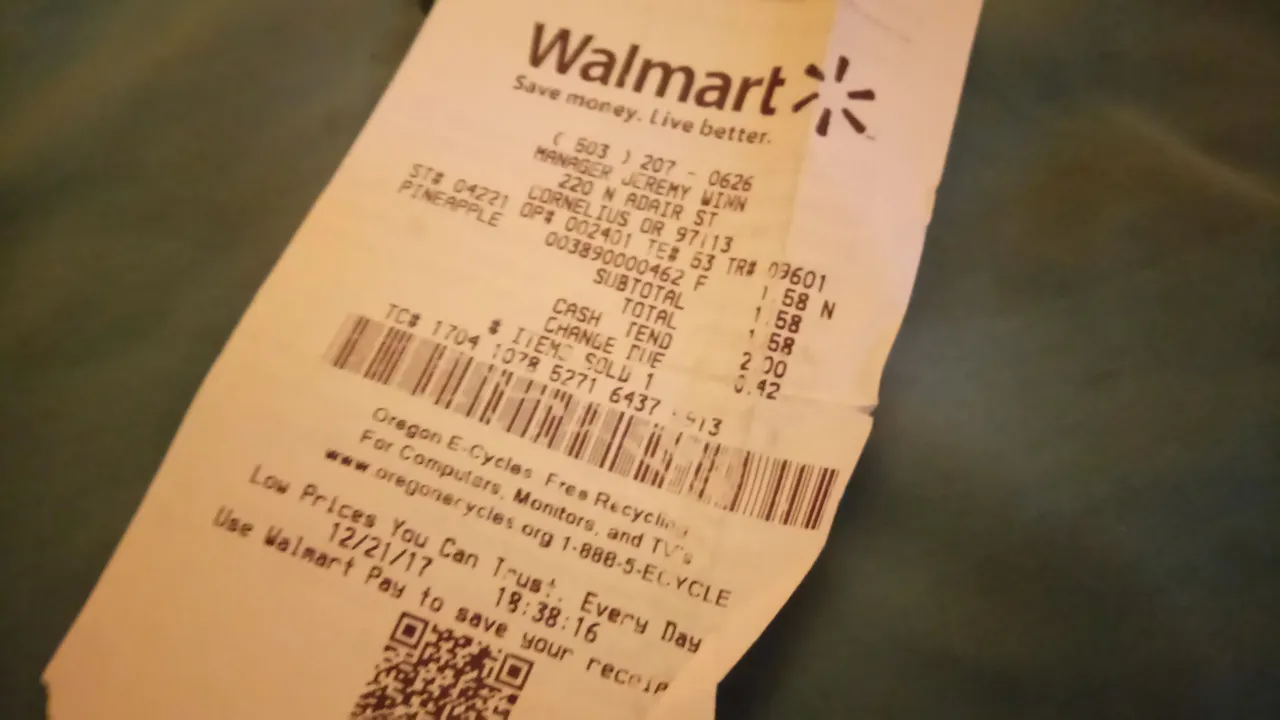 Walmart
Save money. Live better.
( 503 ) 207 - 0626
MANAGER JEREMY WINN
220 N ADAIR ST
CORNELIUS OR 97113
ST# 04221 OP# 002401 TE# 53 TR# 09601
PINEAPPLE 003890000462 F 1.58 N
SUBTOTAL 1.58
TOTAL 1.58
CASH TEND 2.00
CHANGE DUE 0.42
# ITEMS SOLD 1
TC# 1704 1078 5271 6437
Oregon E-Cycles Free Recycling
For Computers, Monitors, and TV's
www.oregonecycles.org 1-888-5-ECYCLE
Low Prices You Can Trust. Every Day
12/21/17 18:38:16
Use Walmart Pay to save your receip